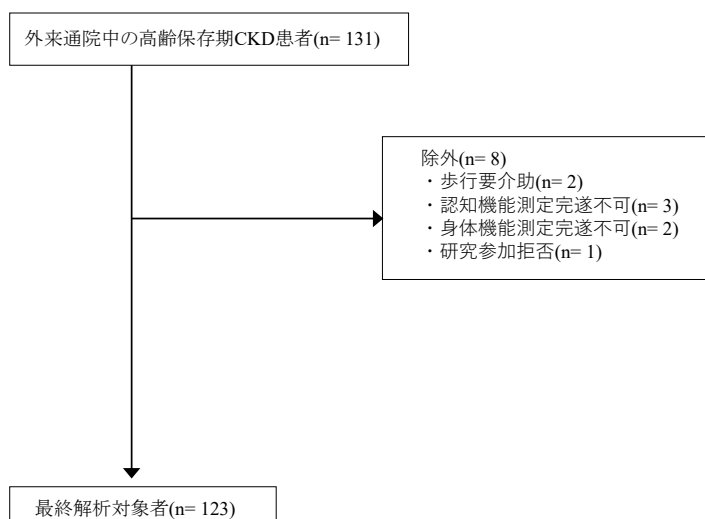 外来通院中の高齢保存期CKD患者(n= 131)
除外(n= 8)
・歩行要介助(n= 2)
・認知機能測定完遂不可(n= 3)
・身体機能測定完遂不可(n= 2)
・研究参加拒否(n= 1)
最終解析対象者(n= 123)